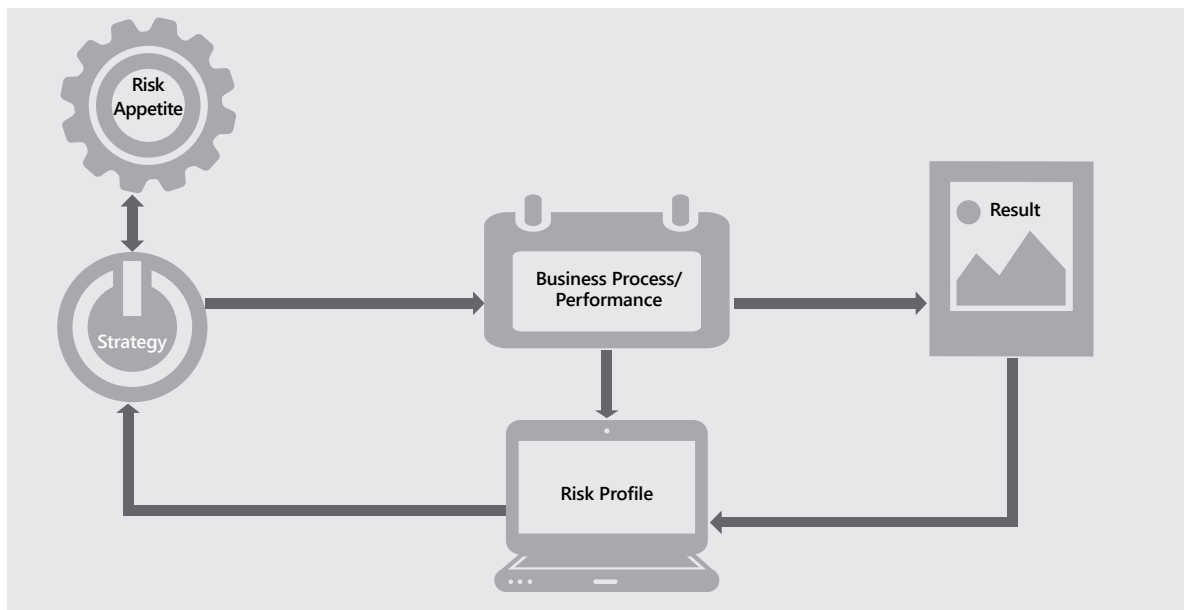 Risk
Appetite
Result
Business Process/
Performance
Strategy
Risk Profile